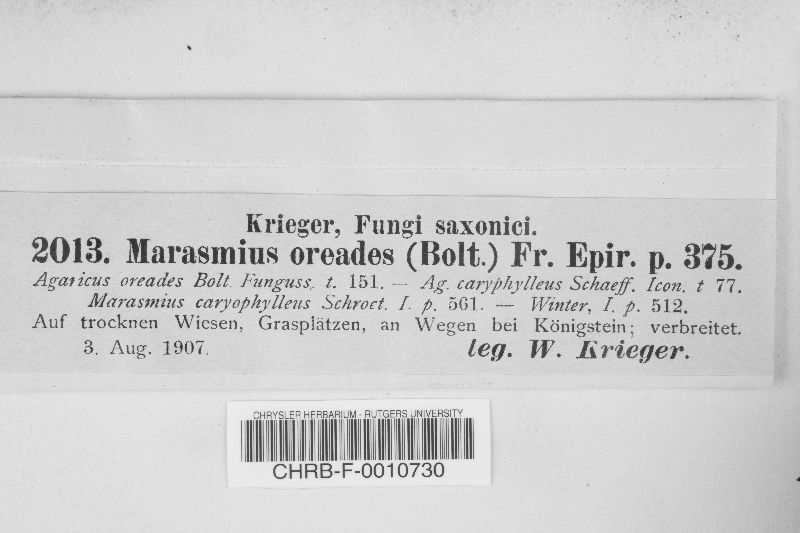 Krieger, Fungi saxonici.
2013. Marasmius oreades (Bolt.) Fr. Epir. p. 375.
Agaricus oreades Bolt. Funguss. t. 151. — Ag. caryphylleus Schaeff. Icon. t 77.
Marasmius caryophylleus Schroet. I. p. 561. — Winter, I. p. 512.
Auf trocknen Wiesen, Grasplätzen, an Wegen bei Königstein; verbreitet.
3. Aug. 1907. leg. W. Krieger.
CHRYSLER HERBARIUM - RUTGERS UNIVERSITY
CHRB-F-0010730